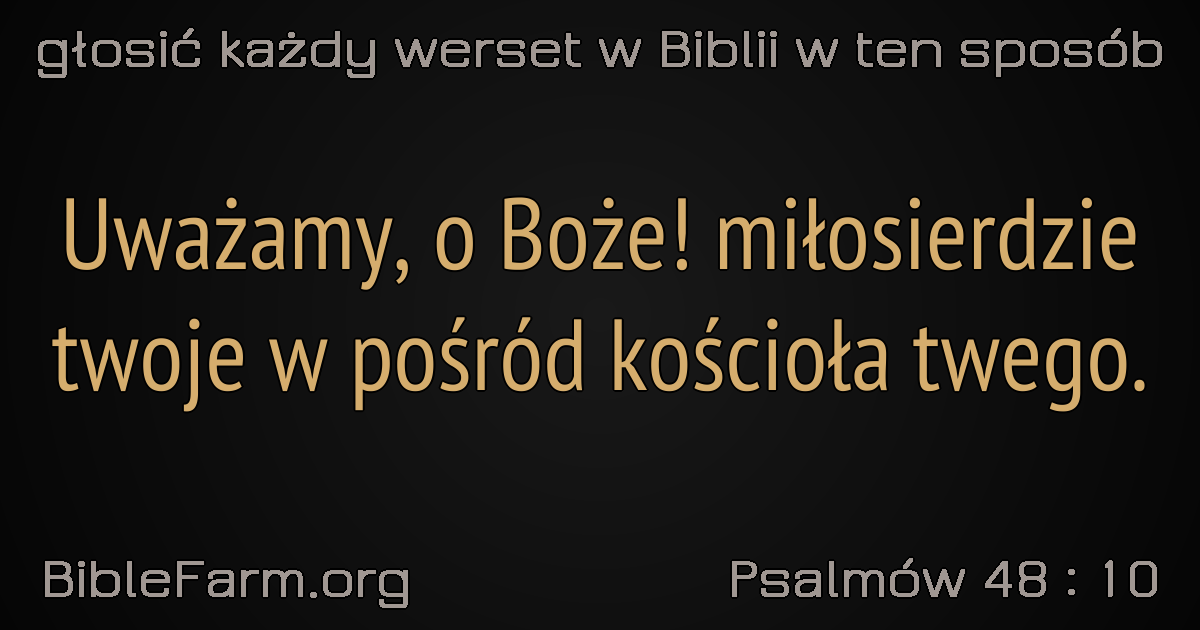 głosić każdy werset w Biblii w ten sposób
Uważamy, o Boże! miłosierdzie
twoje w pośród kościoła twego.
BibleFarm.org
Psalmów 48 : 10